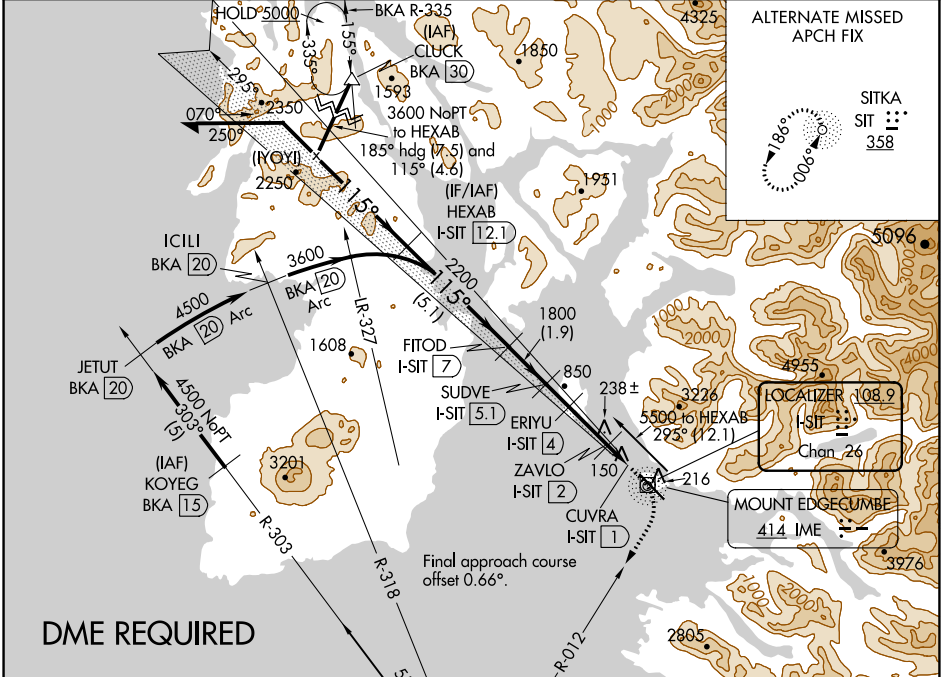 HOLD 5000
335°
155°
BKA R-335
(IAF)
CLUCK
BKA 30
1850
4325
ALTERNATE MISSED
APCH FIX
SITKA
SIT
358
186°
006°
295°
2350
1593
070°
250°
3600 NoPT
to HEXAB
185° hdg (7.5) and
115° (4.6)
(IYOYI)
2250
115°
(IF/IAF)
HEXAB
I-SIT 12.1
1951
5096
ICILI
BKA 20
3600
BKA 20
Arc
2200
115°
(5.1)
4500
BKA 20 Arc
LR-327
1800
(1.9)
1000
2000
3000
4000
JETUT
BKA 20
1608
FITOD
I-SIT 7
850
4955
SUDVE
I-SIT 5.1
238 ±
3226
LOCALIZER 108.9
I-SIT
Chan 26
4500 NoPT
303°
(5)
ERIYU
I-SIT 4
5500 to HEXAB
295° (12.1)
(IAF)
KOYEG
BKA 15
3201
ZAVLO
I-SIT 2
150
216
MOUNT EDGECUMBE
414 IME
CUVRA
I-SIT 1
R-303
R-318
Final approach course
offset 0.66°.
3976
1000
2000
DME REQUIRED
R-012
2805